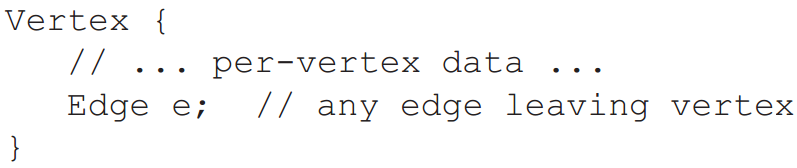 Vertex {
   // ... per-vertex data ...
   Edge e;  // any edge leaving vertex
}